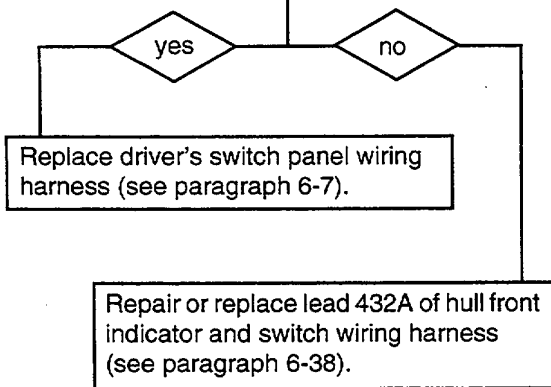 yes
no
Replace driver's switch panel wiring
harness (see paragraph 6-7).
Repair or replace lead 432A of hull front
indicator and switch wiring harness
(see paragraph 6-38).